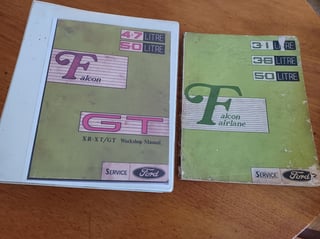 4.7 LITRE
5.0 LITRE
Falcon
GT
XR-XT/GT Workshop Manual
SERVICE Ford
3.1 LITRE
3.6 LITRE
5.0 LITRE
Falcon
Fairlane
SERVICE Ford